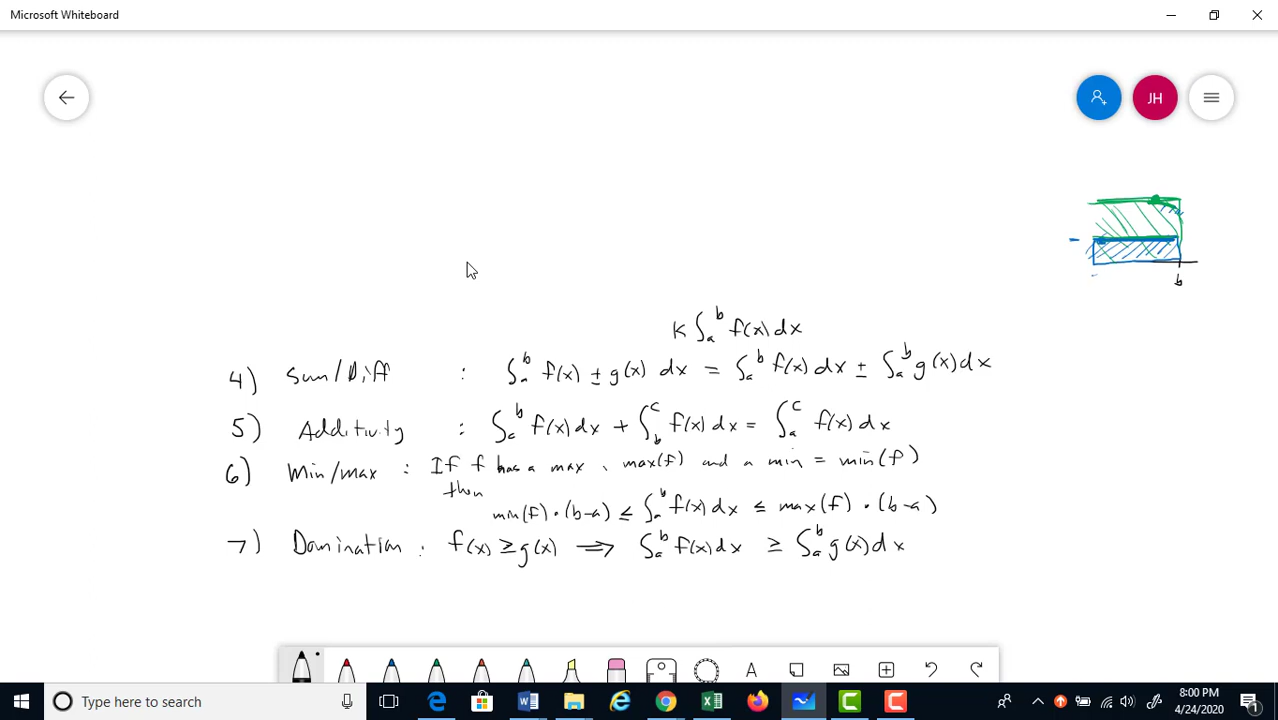 Microsoft Whiteboard
JH
b
K ∫ₐᵇ f(x) dx
4) Sum/Diff : ∫ₐᵇ f(x) ± g(x) dx = ∫ₐᵇ f(x) dx ± ∫ₐᵇ g(x) dx
5) Additivity : ∫ₐᵇ f(x) dx + ∫_b^c f(x) dx = ∫ₐᶜ f(x) dx
6) Min/max : If f has a max, max(f) and a min = min(f)
then
min(f) • (b-a) ≤ ∫ₐᵇ f(x) dx ≤ max(f) • (b-a)
7) Domination : f(x) ≥ g(x) ⇒ ∫ₐᵇ f(x) dx ≥ ∫ₐᵇ g(x) dx
A
Type here to search
8:00 PM
4/24/2020
1